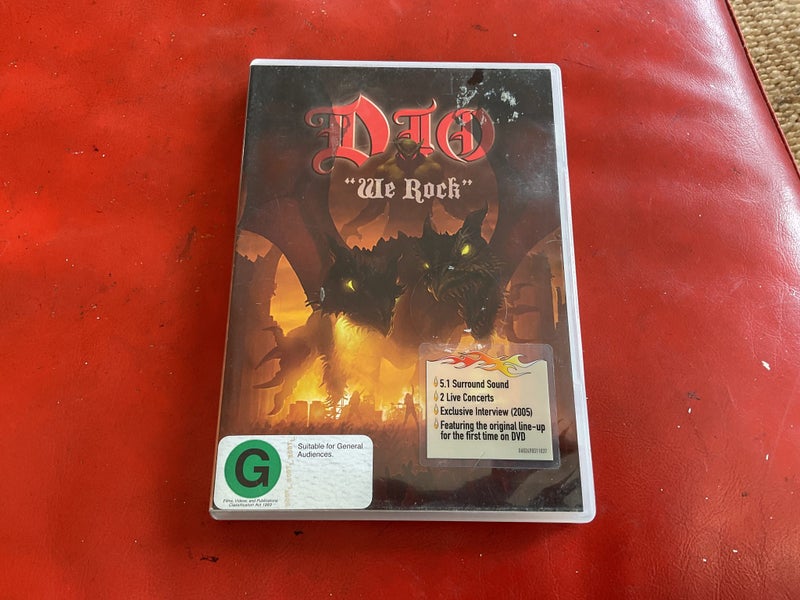 DIO
“We Rock”
5.1 Surround Sound
2 Live Concerts
Exclusive Interview (2005)
Featuring the original line-up
for the first time on DVD
G
Suitable for General
Audiences.
Films, Videos, and Publications
Classification Act 1993